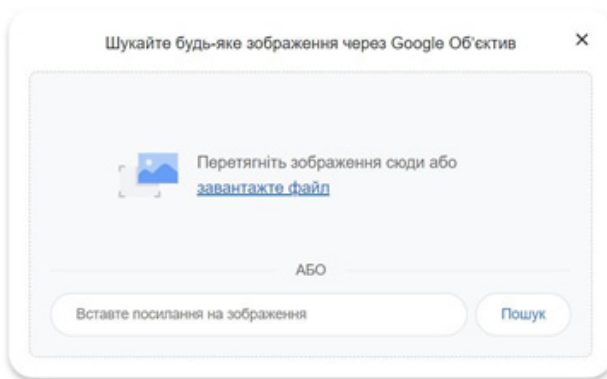 Шукайте будь-яке зображення через Google Об'єктив
Перетягніть зображення сюди або
завантажте файл
АБО
Вставте посилання на зображення
Пошук